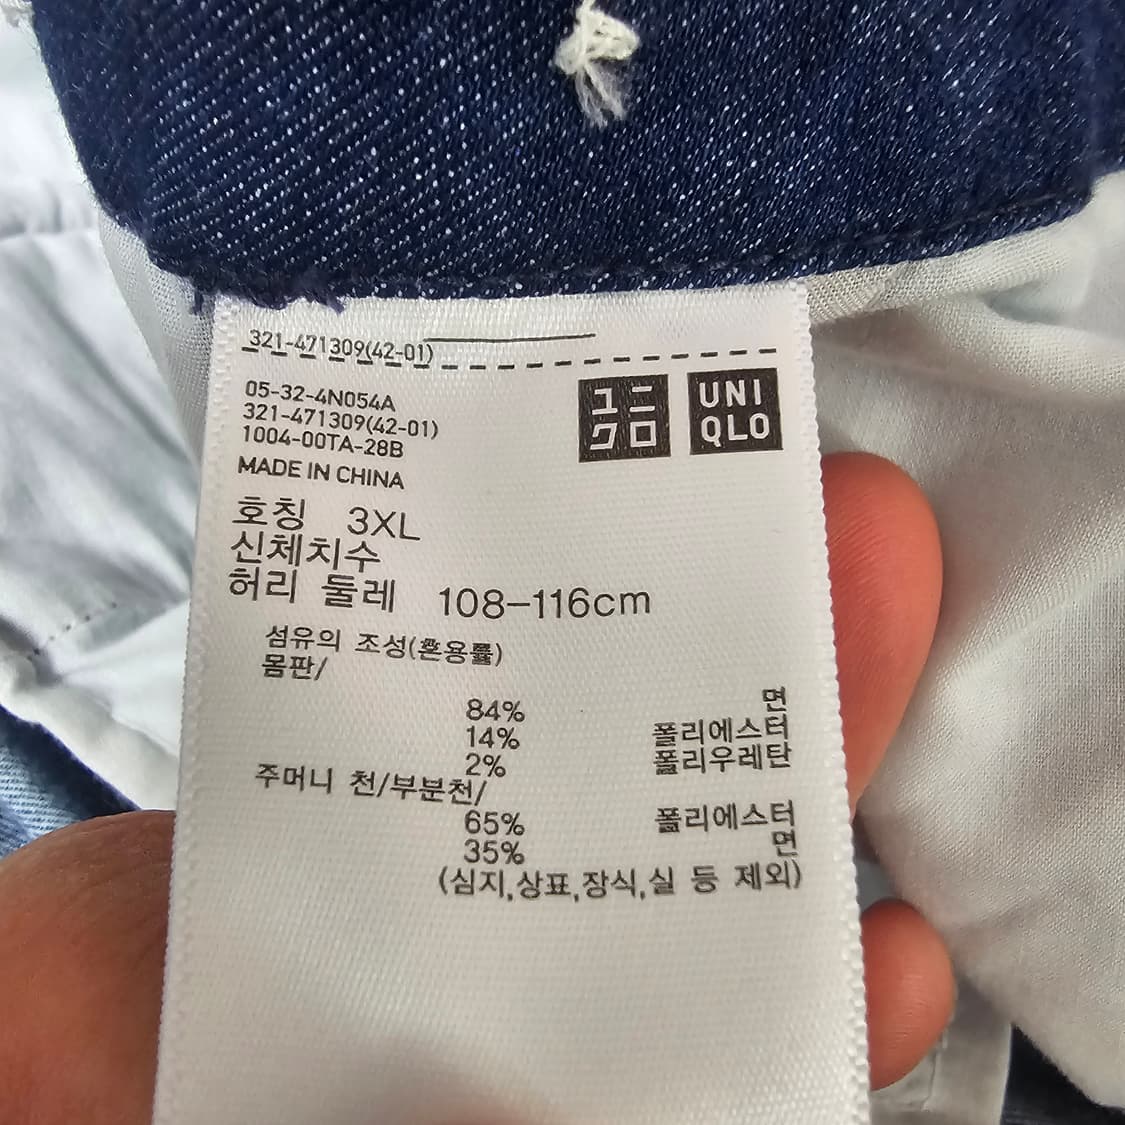 321-471309(42-01)
05-32-4N054A
321-471309(42-01)
1004-00TA-28B
MADE IN CHINA
ユニ
クロ
UNI
QLO
호칭 3XL
신체치수
허리 둘레 108-116cm
섬유의 조성(혼용률)
몸판/
84% 면
14% 폴리에스터
2% 폴리우레탄
주머니 천/부분천/
65% 폴리에스터
35% 면
(심지,상표,장식,실 등 제외)